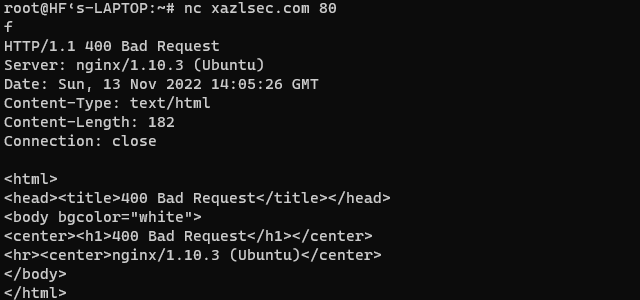 root@HF‘s-LAPTOP:~# nc xazlsec.com 80
f
HTTP/1.1 400 Bad Request
Server: nginx/1.10.3 (Ubuntu)
Date: Sun, 13 Nov 2022 14:05:26 GMT
Content-Type: text/html
Content-Length: 182
Connection: close

<html>
<head><title>400 Bad Request</title></head>
<body bgcolor="white">
<center><h1>400 Bad Request</h1></center>
<hr><center>nginx/1.10.3 (Ubuntu)</center>
</body>
</html>